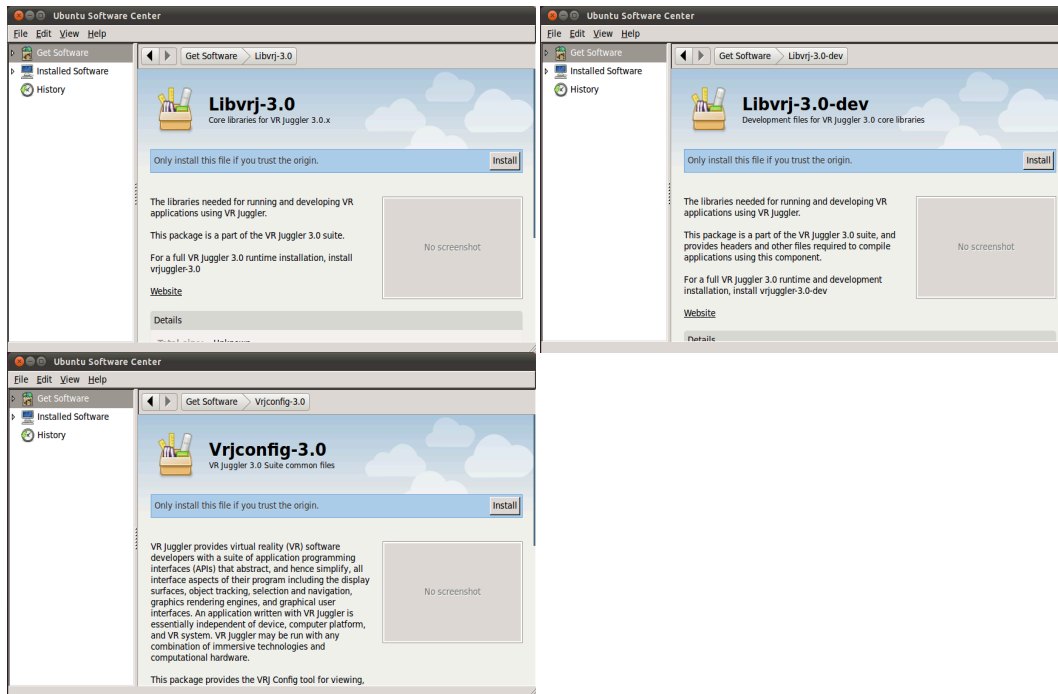 Ubuntu Software Center
File Edit View Help
Get Software
Installed Software
History
Get Software Libvrj-3.0
Libvrj-3.0
Core libraries for VR Juggler 3.0.x
Only install this file if you trust the origin. Install
The libraries needed for running and developing VR
applications using VR Juggler.
This package is a part of the VR Juggler 3.0 suite.
For a full VR Juggler 3.0 runtime installation, install
vrjuggler-3.0
Website
No screenshot
Details
Total size: Unknown
Ubuntu Software Center
File Edit View Help
Get Software
Installed Software
History
Get Software Libvrj-3.0-dev
Libvrj-3.0-dev
Development files for VR Juggler 3.0 core libraries
Only install this file if you trust the origin. Install
The libraries needed for running and developing VR
applications using VR Juggler.
This package is a part of the VR Juggler 3.0 suite, and
provides headers and other files required to compile
applications using this component.
For a full VR Juggler 3.0 runtime and development
installation, install vrjuggler-3.0-dev
Website
No screenshot
Details
Ubuntu Software Center
File Edit View Help
Get Software
Installed Software
History
Get Software Vrjconfig-3.0
Vrjconfig-3.0
VR Juggler 3.0 Suite common files
Only install this file if you trust the origin. Install
VR Juggler provides virtual reality (VR) software
developers with a suite of application programming
interfaces (APIs) that abstract, and hence simplify, all
interface aspects of their program including the display
surfaces, object tracking, selection and navigation,
graphics rendering engines, and graphical user
interfaces. An application written with VR Juggler is
essentially independent of device, computer platform,
and VR system. VR Juggler may be run with any
combination of immersive technologies and
computational hardware.
This package provides the VRJ Config tool for viewing,
No screenshot